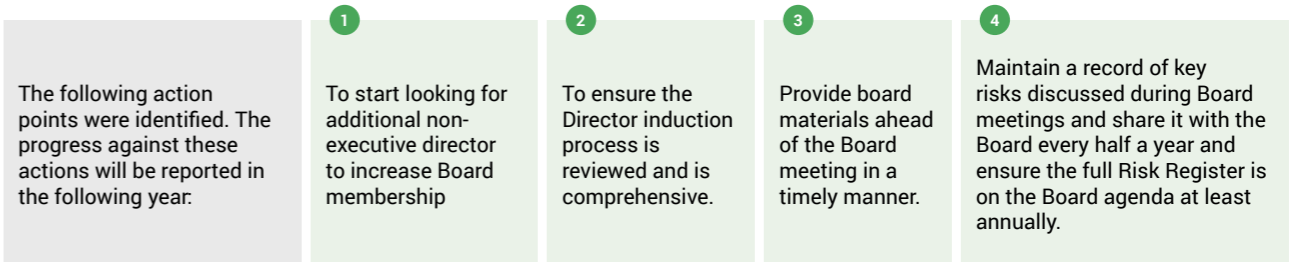 The following action
points were identified. The
progress against these
actions will be reported in
the following year:
1
To start looking for
additional non-
executive director
to increase Board
membership
2
To ensure the
Director induction
process is
reviewed and is
comprehensive.
3
Provide board
materials ahead
of the Board
meeting in a
timely manner.
4
Maintain a record of key
risks discussed during Board
meetings and share it with the
Board every half a year and
ensure the full Risk Register is
on the Board agenda at least
annually.